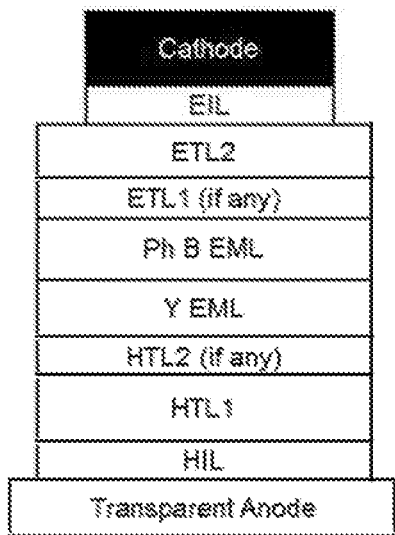 Cathode
EIL
ETL2
ETL1 (if any)
Ph B EML
Y EML
HTL2 (if any)
HTL1
HIL
Transparent Anode